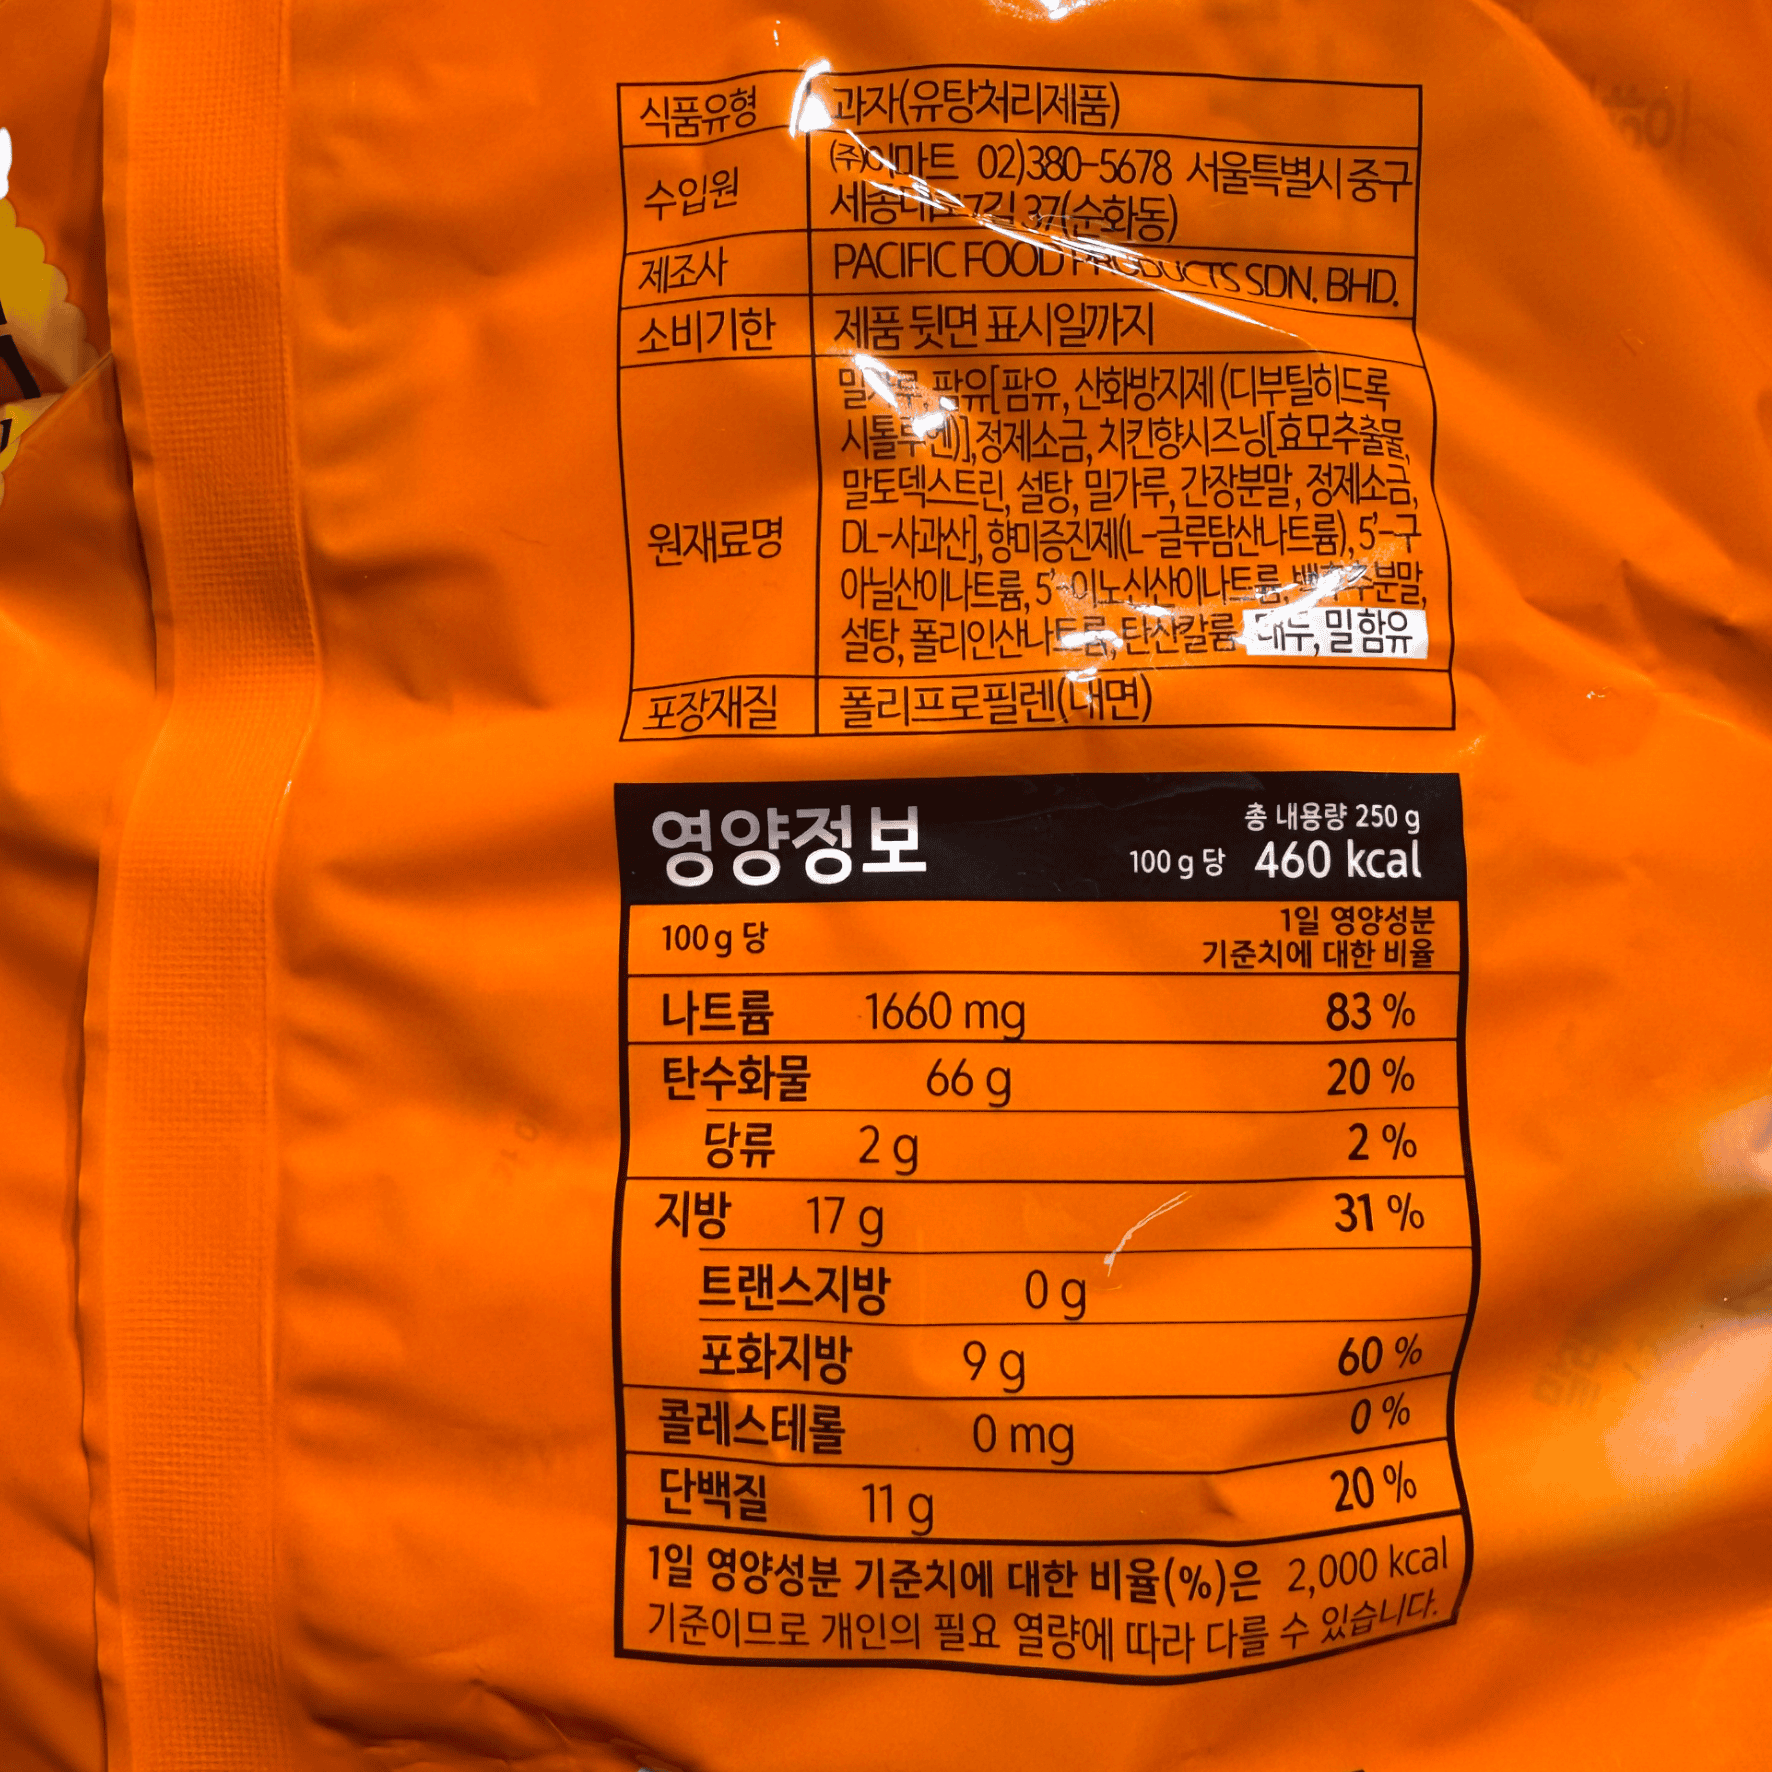 식품유형 과자(유탕처리제품)
수입원 (주)이마트 02)380-5678 서울특별시 중구
세종대로7길 37(순화동)
제조사 PACIFIC FOOD PRODUCTS SDN. BHD.
소비기한 제품 뒷면 표시일까지
원재료명 밀가루, 팜유[팜유, 산화방지제(디부틸히드록
시톨루엔)], 정제소금, 치킨향시즈닝[효모추출물,
말토덱스트린, 설탕, 밀가루, 간장분말, 정제소금,
DL-사과산], 향미증진제(L-글루탐산나트륨), 5'-구
아닐산이나트륨, 5'-이노신산이나트륨, 백후추분말,
설탕, 폴리인산나트륨, 탄산칼륨 대두, 밀 함유
포장재질 폴리프로필렌(내면)
영양정보 총 내용량 250 g
100 g 당 460 kcal
100 g 당 1일 영양성분
기준치에 대한 비율
나트륨 1660 mg 83 %
탄수화물 66 g 20 %
당류 2 g 2 %
지방 17 g 31 %
트랜스지방 0 g
포화지방 9 g 60 %
콜레스테롤 0 mg 0 %
단백질 11 g 20 %
1일 영양성분 기준치에 대한 비율(%)은 2,000 kcal
기준이므로 개인의 필요 열량에 따라 다를 수 있습니다.